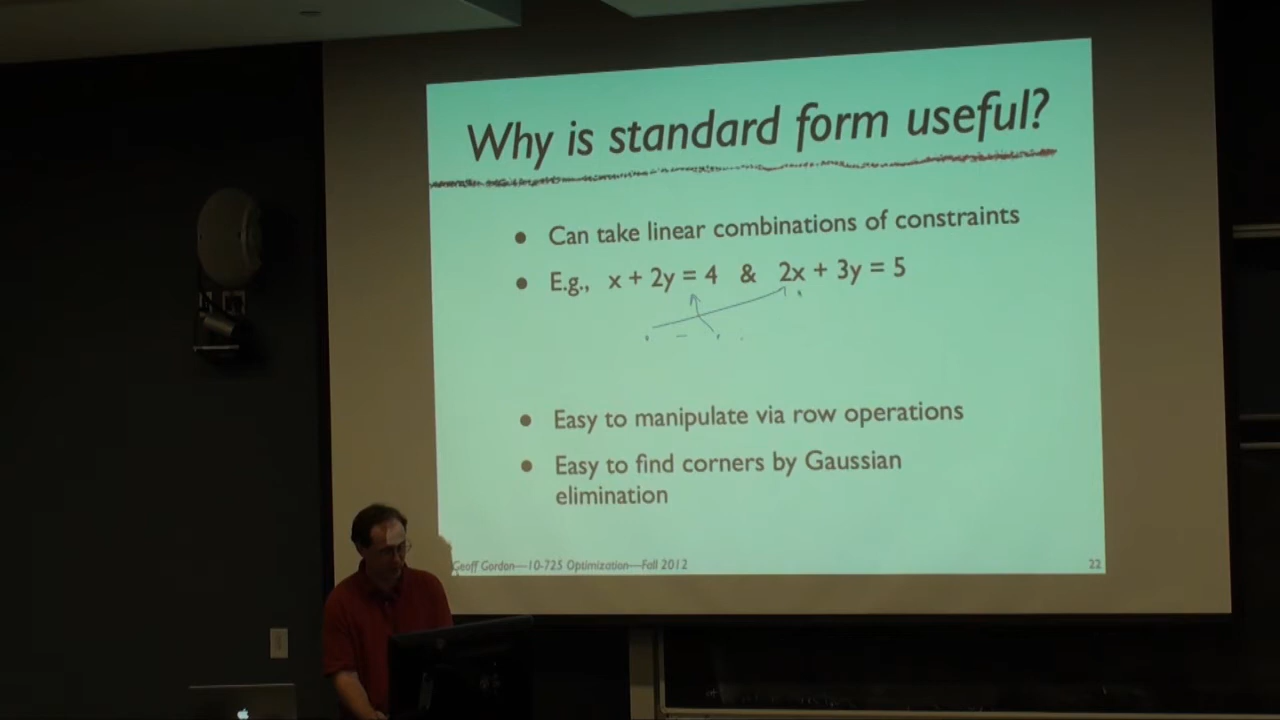 Why is standard form useful?
• Can take linear combinations of constraints
• E.g., x + 2y = 4 & 2x + 3y = 5
• Easy to manipulate via row operations
• Easy to find corners by Gaussian
elimination
Geoff Gordon—10-725 Optimization—Fall 2012
22